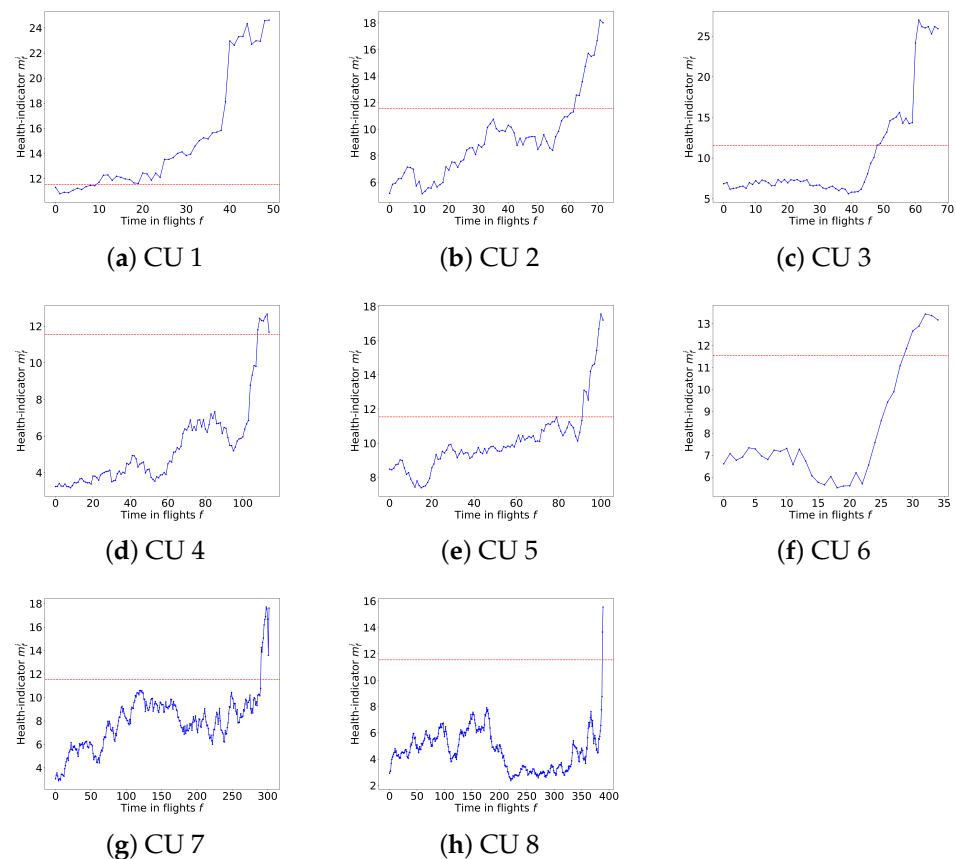 24
22
20
18
16
14
12
Health-indicator m_f^i
0 10 20 30 40 50
Time in flights f
(a) CU 1
18
16
14
12
10
8
6
Health-indicator m_f^i
0 10 20 30 40 50 60 70
Time in flights f
(b) CU 2
25
20
15
10
5
Health-indicator m_f^i
0 10 20 30 40 50 60 70
Time in flights f
(c) CU 3
12
10
8
6
4
Health-indicator m_f^i
0 20 40 60 80 100
Time in flights f
(d) CU 4
18
16
14
12
10
8
Health-indicator m_f^i
0 20 40 60 80 100
Time in flights f
(e) CU 5
13
12
11
10
9
8
7
6
Health-indicator m_f^i
0 5 10 15 20 25 30 35
Time in flights f
(f) CU 6
18
16
14
12
10
8
6
4
Health-indicator m_f^i
0 50 100 150 200 250 300
Time in flights f
(g) CU 7
16
14
12
10
8
6
4
2
Health-indicator m_f^i
0 50 100 150 200 250 300 350 400
Time in flights f
(h) CU 8